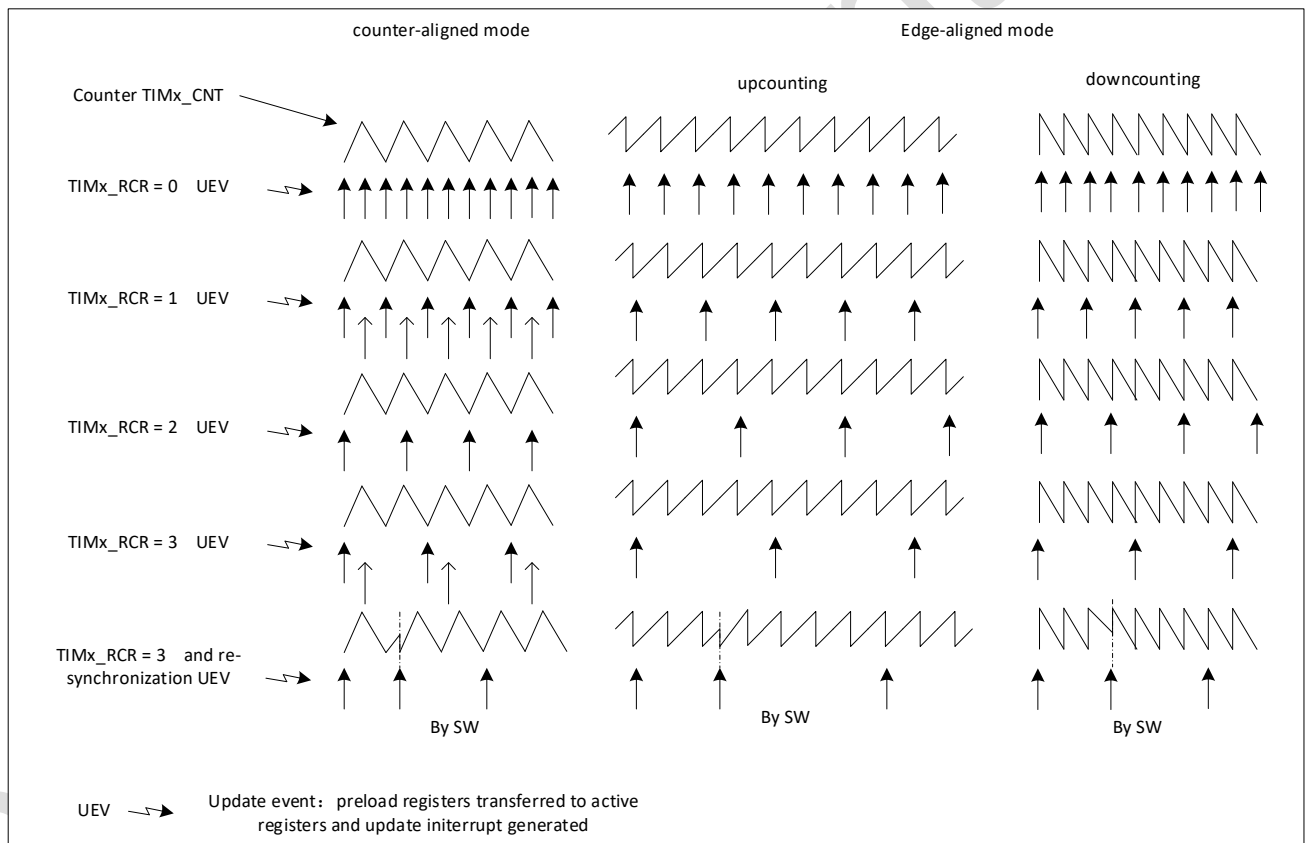 counter-aligned mode
Edge-aligned mode
upcounting
downcounting
Counter TIMx_CNT
TIMx_RCR = 0 UEV
TIMx_RCR = 1 UEV
TIMx_RCR = 2 UEV
TIMx_RCR = 3 UEV
TIMx_RCR = 3 and re-
synchronization UEV
By SW
By SW
By SW
UEV
Update event：preload registers transferred to active
registers and update initerrupt generated